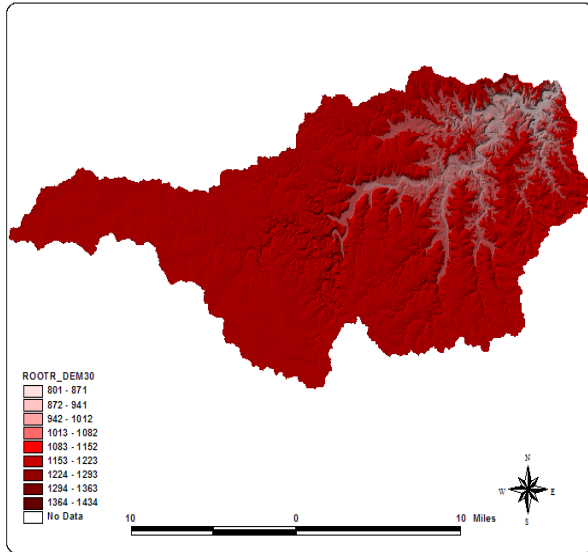 ROOTR_DEM30
801 - 871
872 - 941
942 - 1012
1013 - 1082
1083 - 1152
1153 - 1223
1224 - 1293
1294 - 1363
1364 - 1434
No Data
N
W E
S
10 0 10 Miles